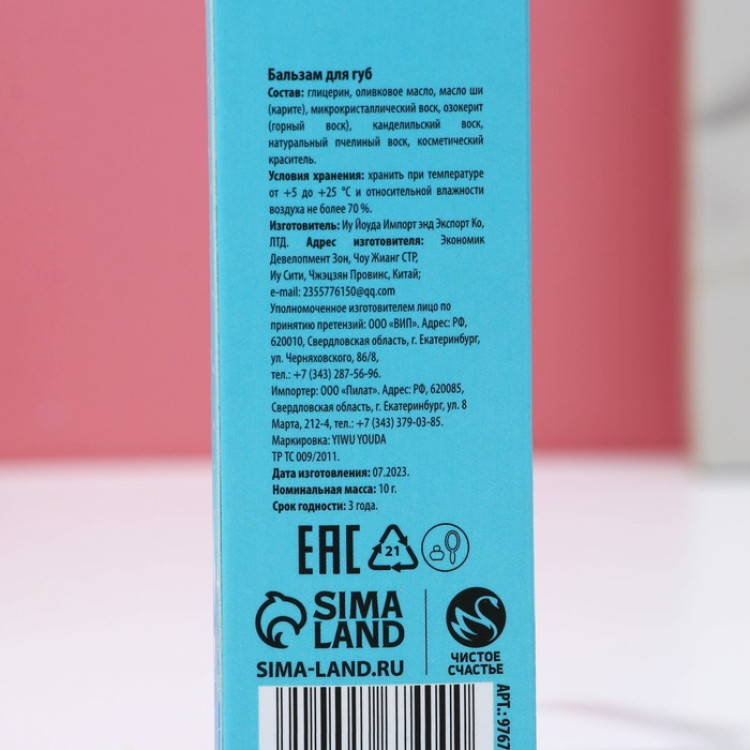 Бальзам для губ
Состав: глицерин, оливковое масло, масло ши
(карите), микрокристаллический воск, озокерит
(горный воск), канделильский воск,
натуральный пчелиный воск, косметический
краситель.
Условия хранения: хранить при температуре
от +5 до +25 °C и относительной влажности
воздуха не более 70 %.
Изготовитель: Иу Йоуда Импорт энд Экспорт Ко,
ЛТД. Адрес изготовителя: Экономик
Девелопмент Зон, Чоу Жианг СТР,
Иу Сити, Чжэцзян Провинс, Китай;
e-mail: 2355776150@qq.com
Уполномоченное изготовителем лицо по
принятию претензий: ООО «ВИП». Адрес: РФ,
620010, Свердловская область, г. Екатеринбург,
ул. Черняховского, 86/8,
тел.: +7 (343) 287-56-96.
Импортер: ООО «Пилат». Адрес: РФ, 620085,
Свердловская область, г. Екатеринбург, ул. 8
Марта, 212-4, тел.: +7 (343) 379-03-85.
Маркировка: YIWU YOUDA
ТР ТС 009/2011.
Дата изготовления: 07.2023.
Номинальная масса: 10 г.
Срок годности: 3 года.
EAC 21
SIMA
LAND
SIMA-LAND.RU
ЧИСТОЕ
СЧАСТЬЕ
АРТ.: 9767